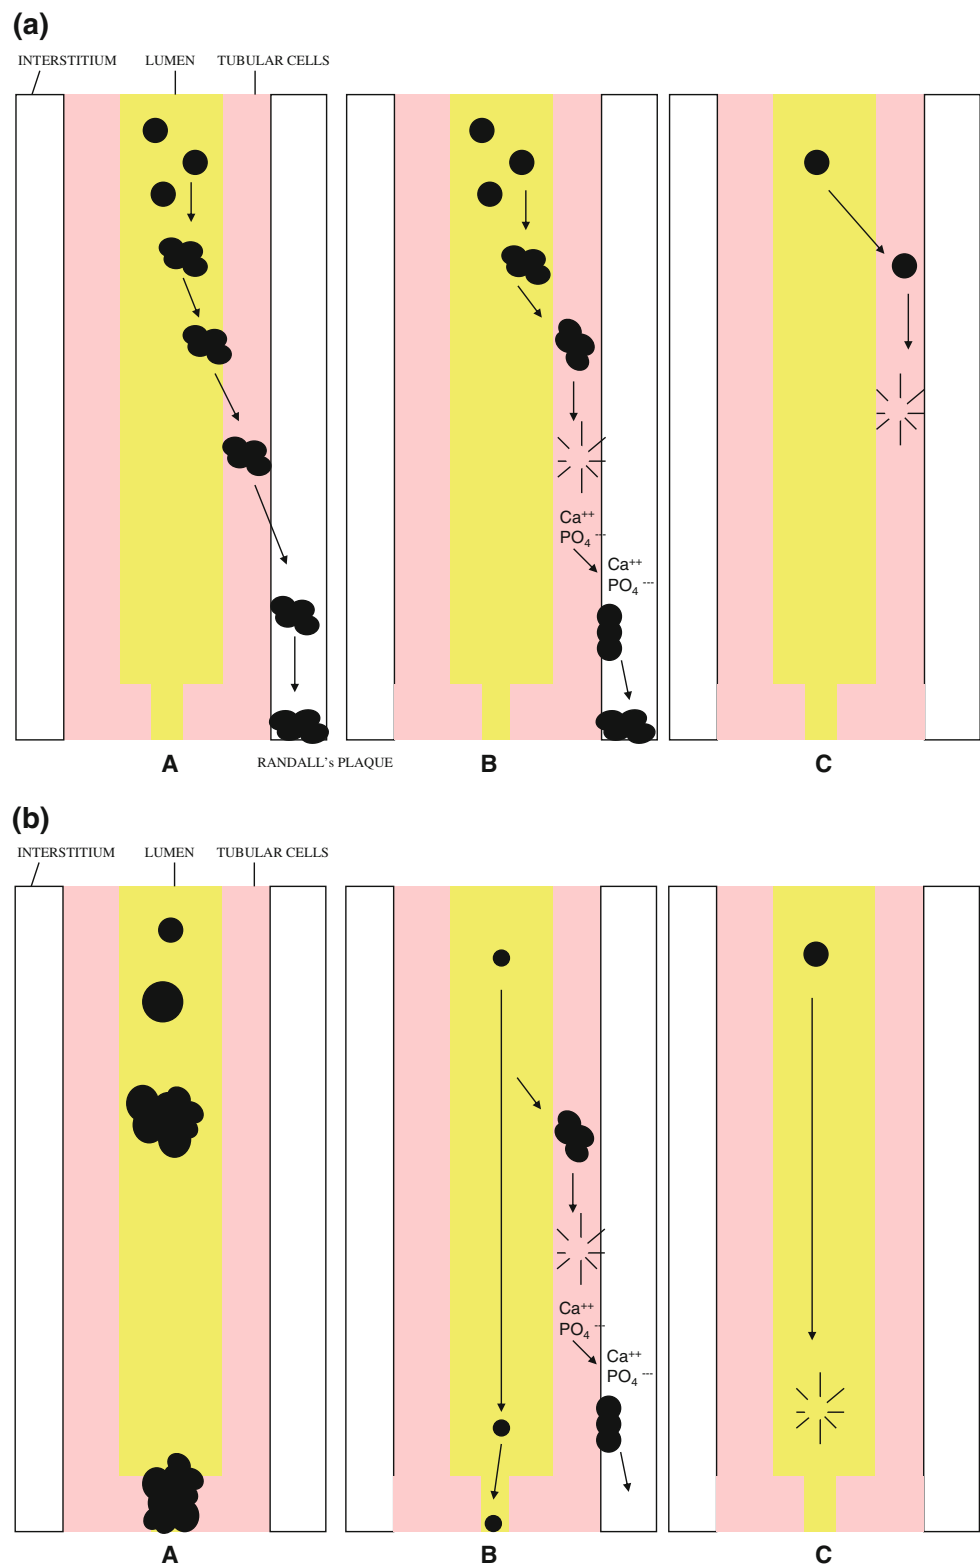 (a)
INTERSTITIUM LUMEN TUBULAR CELLS
Ca++
PO4 ---
Ca++
PO4 ---
A B C
RANDALL's PLAQUE
(b)
INTERSTITIUM LUMEN TUBULAR CELLS
Ca++
PO4 ---
Ca++
PO4 ---
A B C